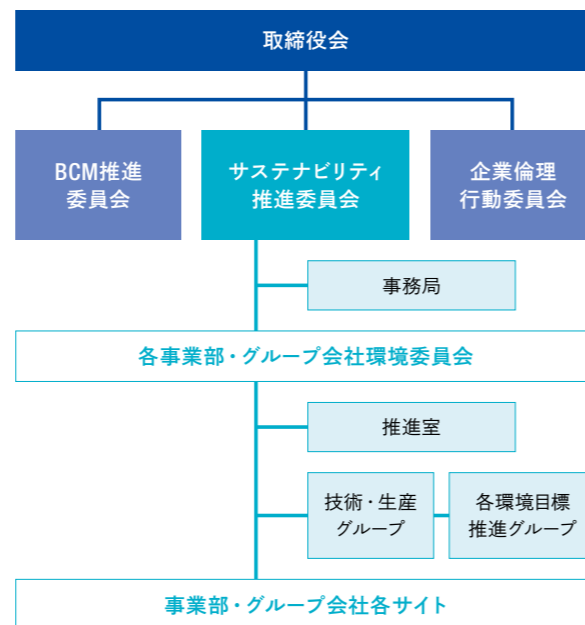 取締役会
BCM推進
委員会
サステナビリティ
推進委員会
企業倫理
行動委員会
事務局
各事業部・グループ会社環境委員会
推進室
技術・生産
グループ
各環境目標
推進グループ
事業部・グループ会社各サイト